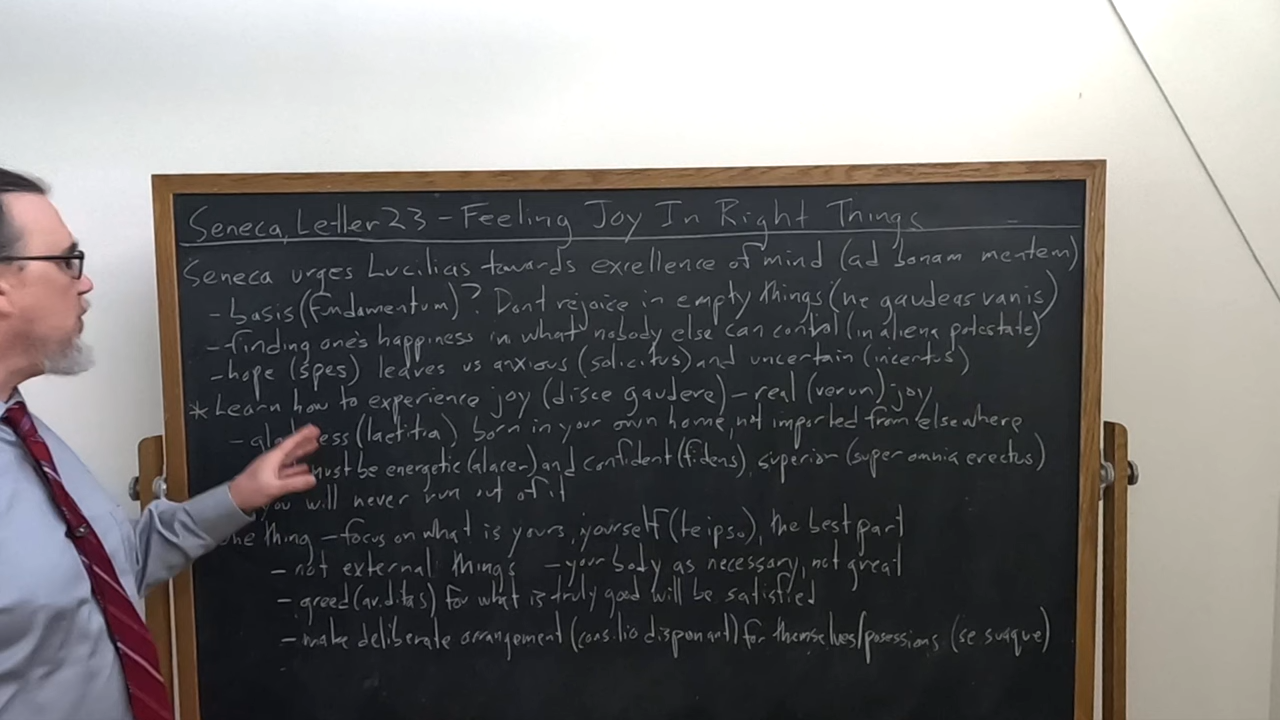 Seneca, Letter 23 - Feeling Joy In Right Things
Seneca urges Lucilius towards excellence of mind (ad bonam mentem)
- basis (fundamentum)? Dont rejoice in empty things (ne gaudeas vanis)
- finding one's happiness in what nobody else can control (in aliena potestate)
- hope (spes) leaves us anxious (solicitus) and uncertain (incertus)
* Learn how to experience joy (disce gaudere) - real (verun) joy
- (laetitia) born in your own home, not imported from elsewhere
must be energetic (alacer) and confident (fidens), superior (super omnia erectus)
you will never run out of it
one thing - focus on what is yours, yourself (te ipso), the best part
- not external things - your body as necessary, not great
- greed (aviditas) for what is truly good will be satisfied
- make deliberate arrangement (consilio disponant) for themselves/posessions (se suaque)